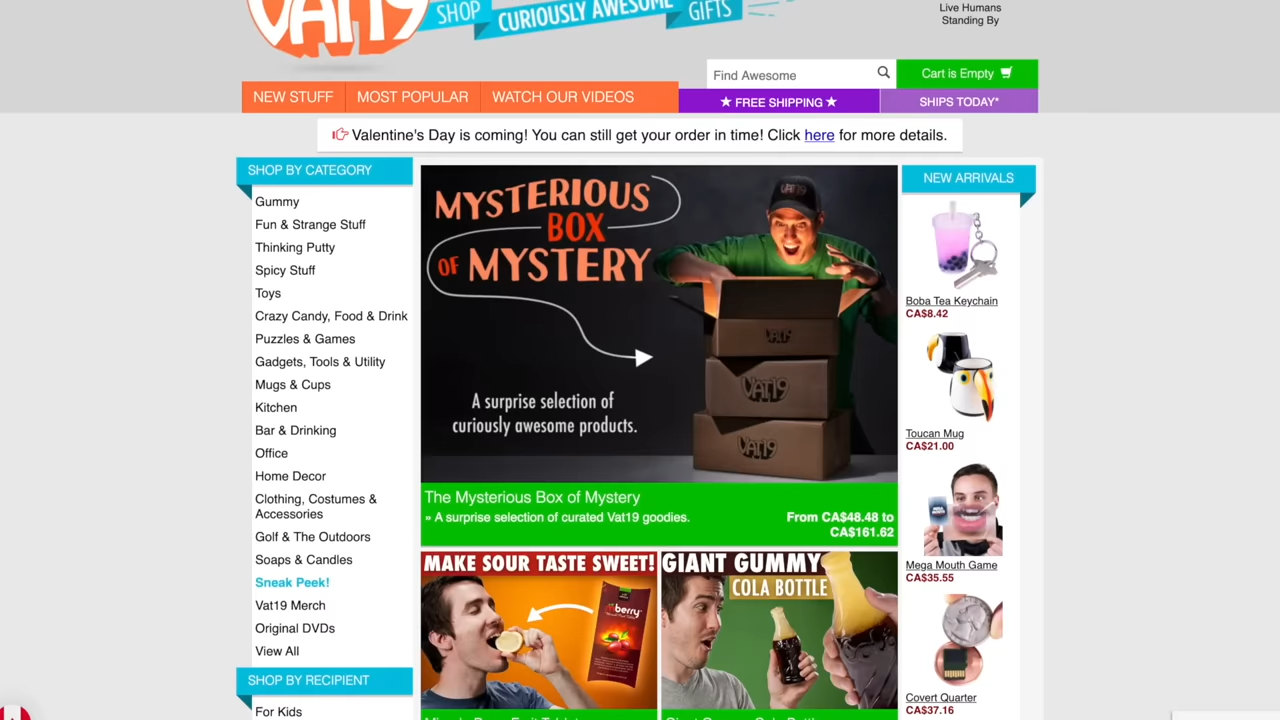 VAT19
SHOP
CURIOUSLY AWESOME
GIFTS
Live Humans
Standing By
Find Awesome
Cart is Empty
NEW STUFF
MOST POPULAR
WATCH OUR VIDEOS
★ FREE SHIPPING ★
SHIPS TODAY*
Valentine's Day is coming! You can still get your order in time! Click here for more details.
SHOP BY CATEGORY
Gummy
Fun & Strange Stuff
Thinking Putty
Spicy Stuff
Toys
Crazy Candy, Food & Drink
Puzzles & Games
Gadgets, Tools & Utility
Mugs & Cups
Kitchen
Bar & Drinking
Office
Home Decor
Clothing, Costumes &
Accessories
Golf & The Outdoors
Soaps & Candles
Sneak Peek!
Vat19 Merch
Original DVDs
View All
SHOP BY RECIPIENT
For Kids
MYSTERIOUS
BOX
OF MYSTERY
A surprise selection of
curiously awesome products.
VAT19
VAT19
VAT19
VAT19
The Mysterious Box of Mystery
» A surprise selection of curated Vat19 goodies.
From CA$48.48 to
CA$161.62
MAKE SOUR TASTE SWEET!
berry
GIANT GUMMY
COLA BOTTLE
NEW ARRIVALS
Boba Tea Keychain
CA$8.42
Toucan Mug
CA$21.00
Mega Mouth Game
CA$35.55
Covert Quarter
CA$37.16